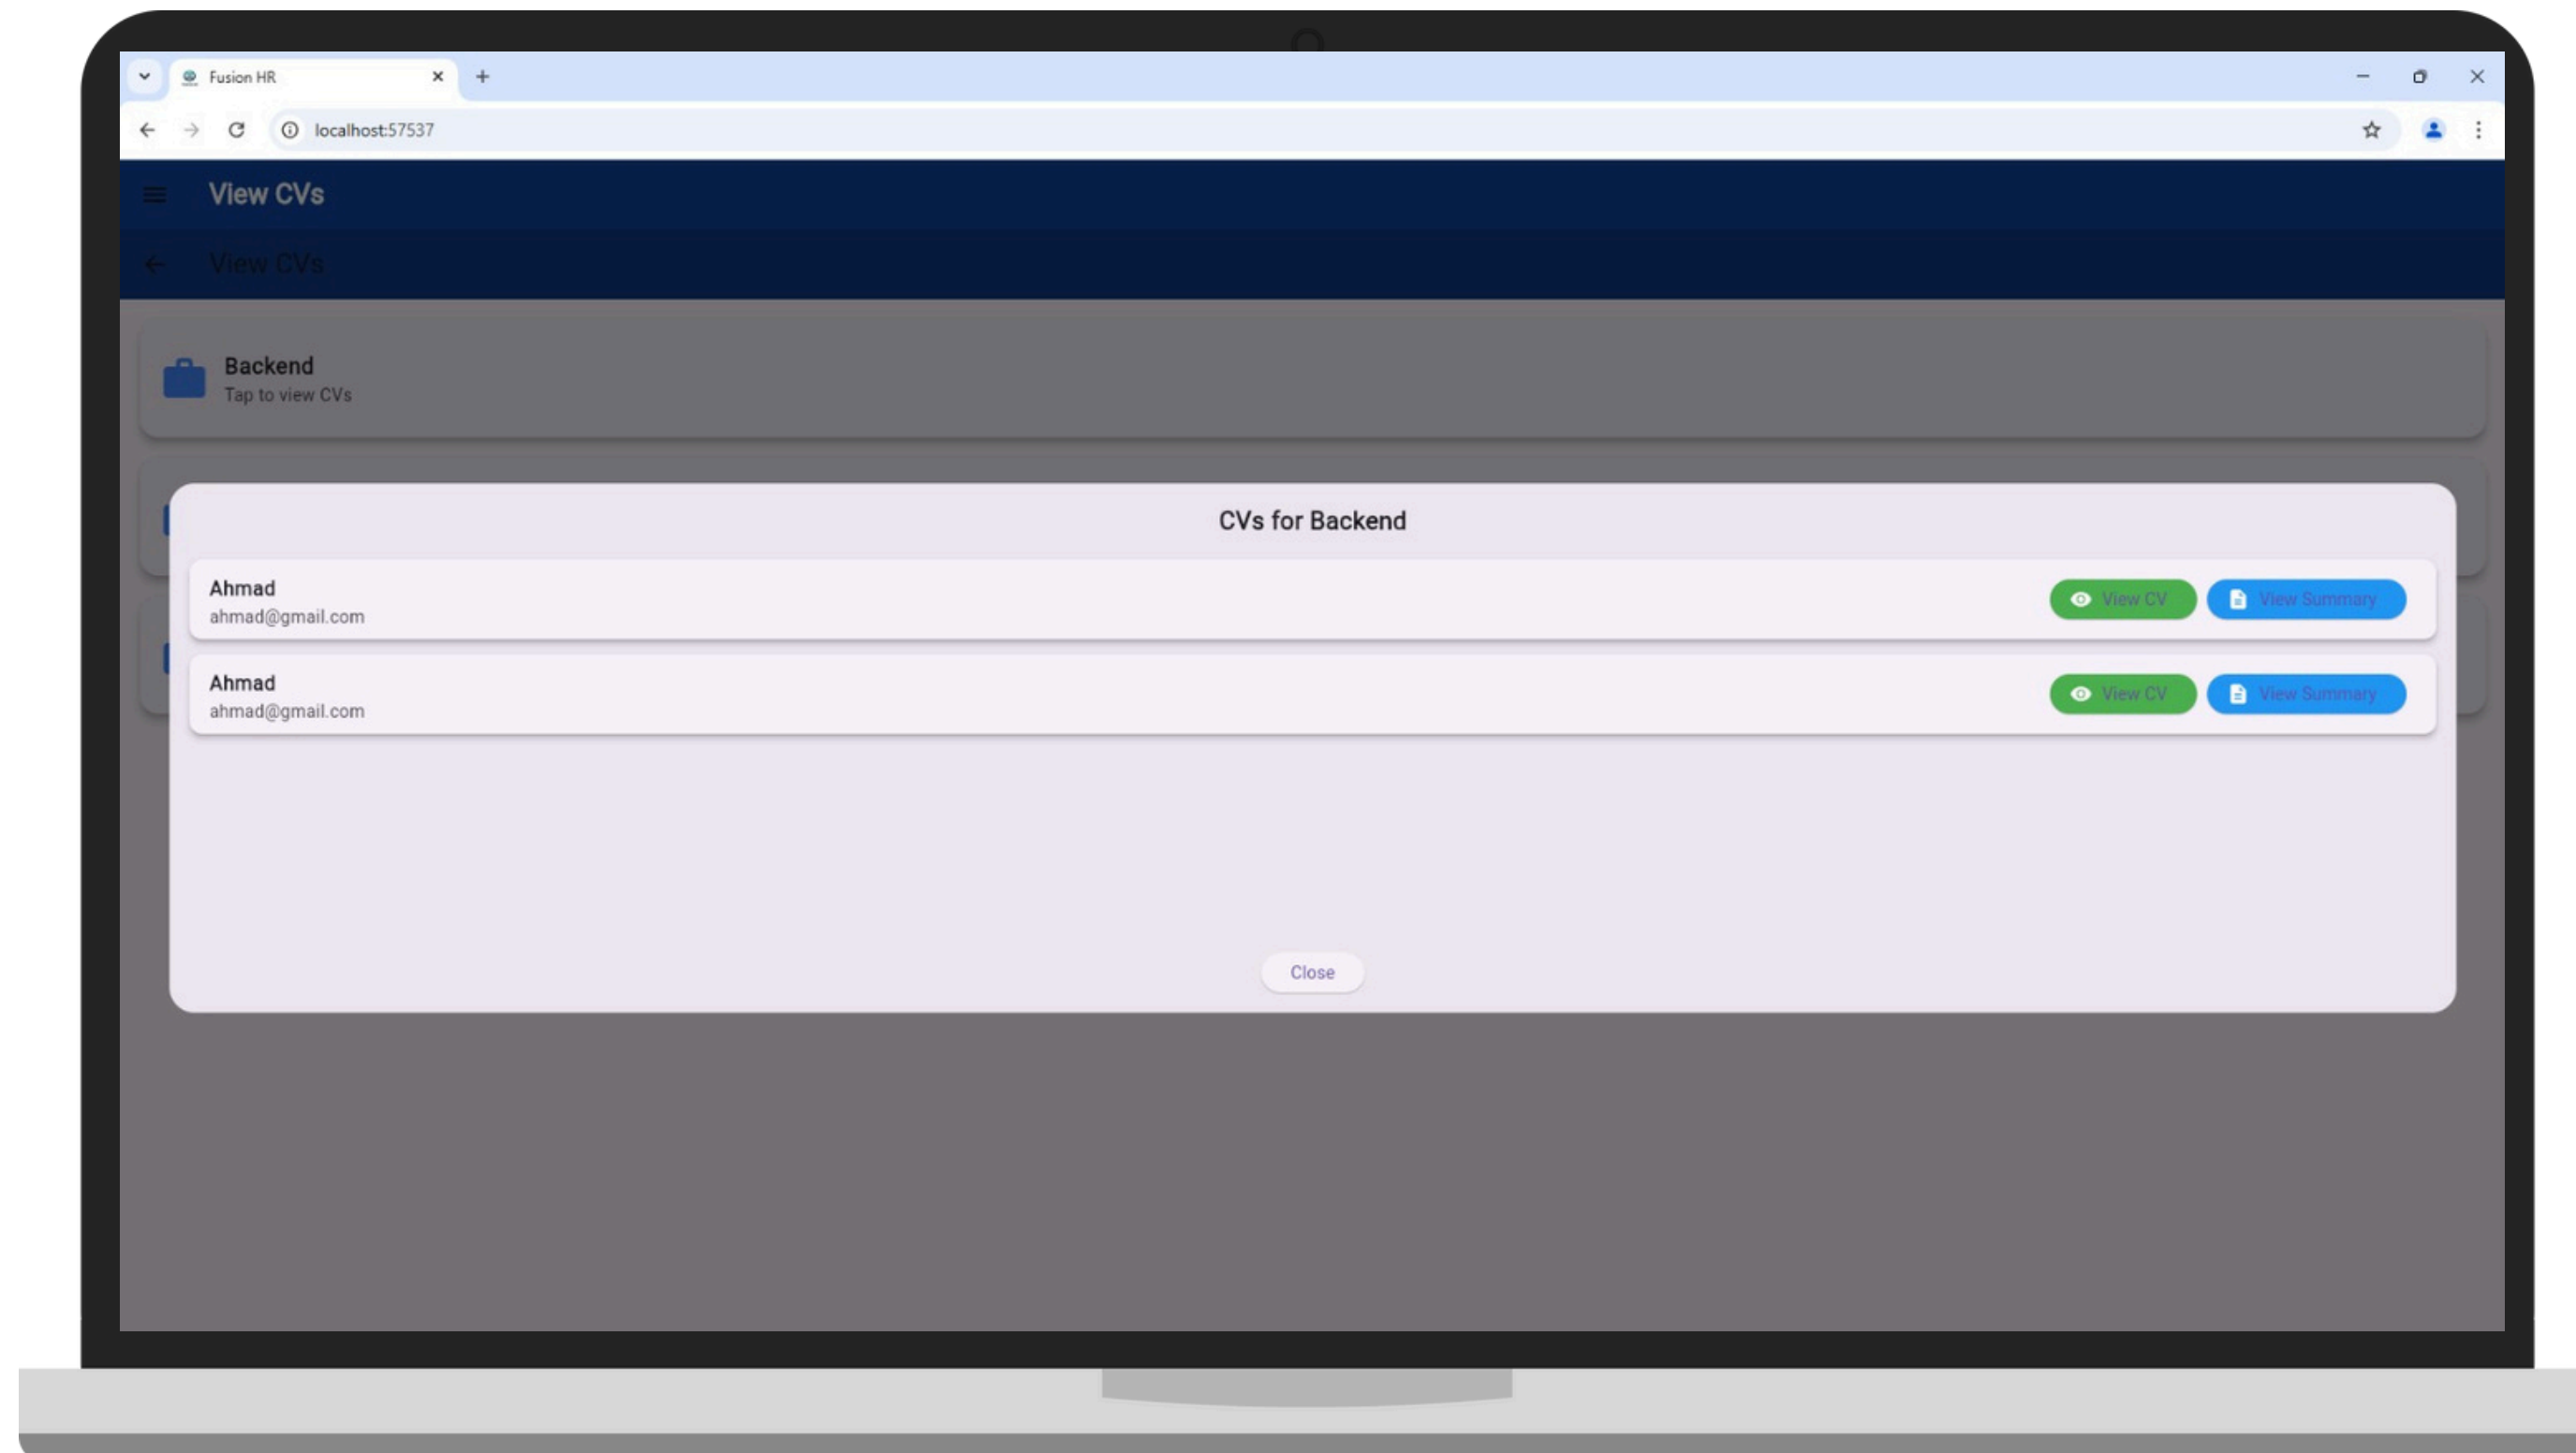 Fusion HR
localhost:57537
View CVs
View CVs
Backend
Tap to view CVs
CVs for Backend
Ahmad
ahmad@gmail.com
View CV
View Summary
Ahmad
ahmad@gmail.com
View CV
View Summary
Close